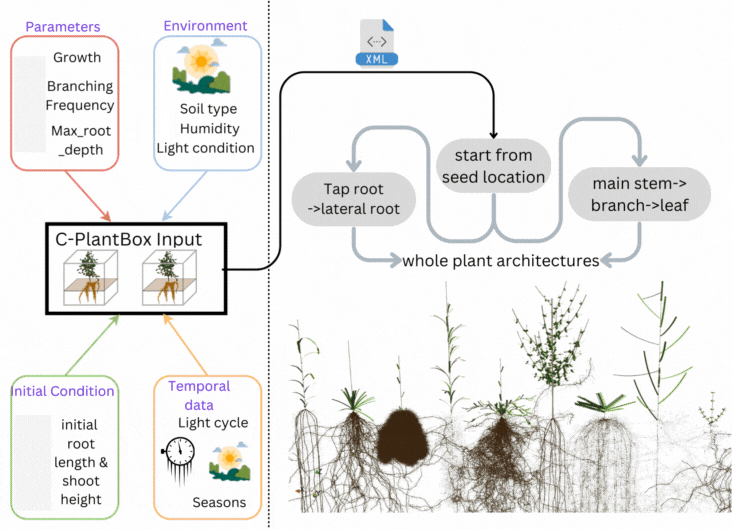 Parameters
Growth
Branching
Frequency
Max_root
_depth
Environment
Soil type
Humidity
Light condition
C-PlantBox Input
Initial Condition
initial
root
length &
shoot
height
Temporal
data
Light cycle
Seasons
<···>
XML
start from
seed location
Tap root
->lateral root
main stem->
branch->leaf
whole plant architectures